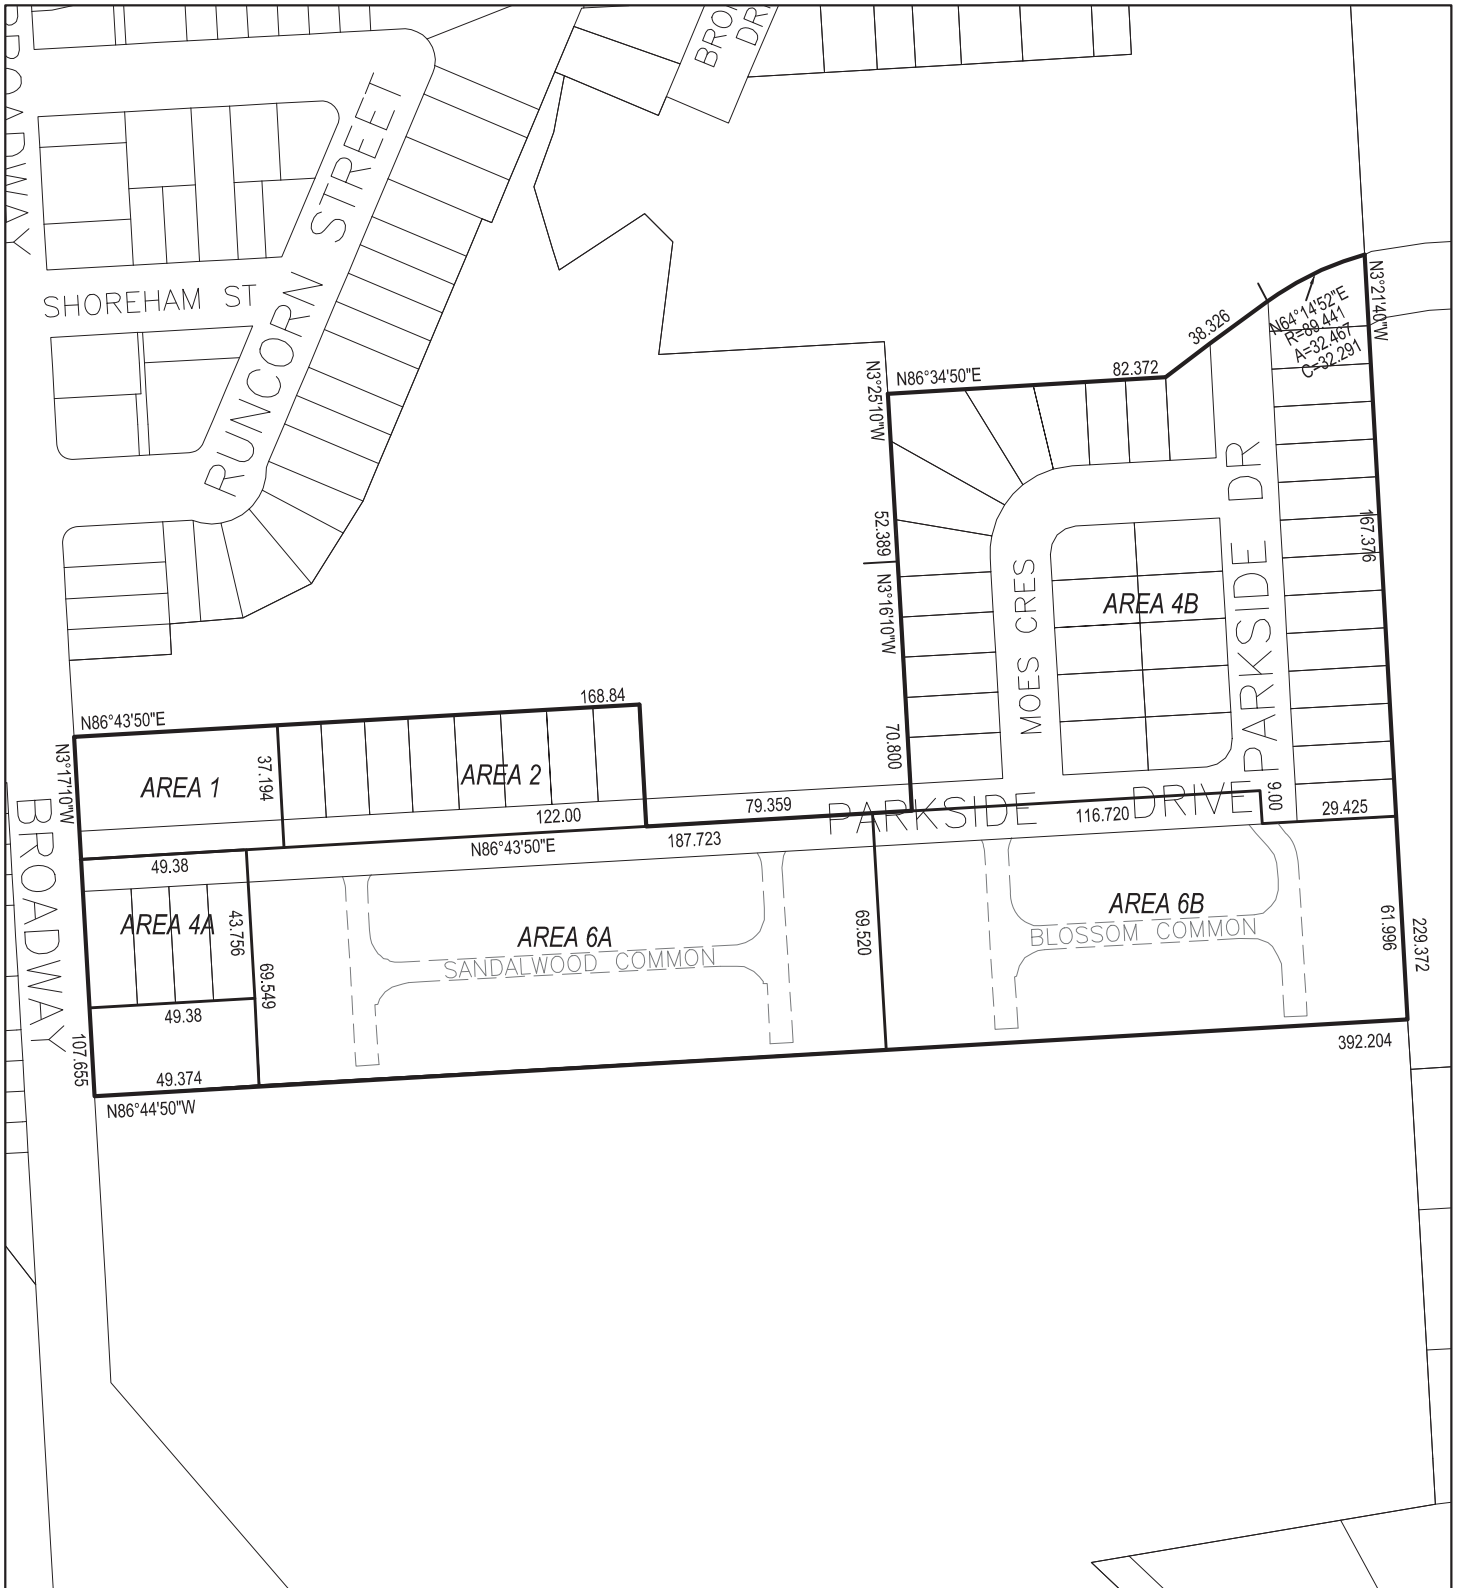 BROADWAY
BRO
DRI
RUNCORN STREET
SHOREHAM ST
N3°21'40"W
N64°14'52"E
R=89.441
A=32.467
C=32.291
38.326
N86°34'50"E
82.372
N3°25'10"W
52.389
167.376
N3°16'10"W
MOES CRES
AREA 4B
PARKSIDE DR
168.84
N86°43'50"E
N3°17'10"W
AREA 1
37.194
AREA 2
70.800
122.00
79.359
PARKSIDE DRIVE
116.720
9.00
29.425
49.38
N86°43'50"E
187.723
BROADWAY
AREA 4A
43.756
69.549
AREA 6A
SANDALWOOD COMMON
69.520
AREA 6B
BLOSSOM COMMON
61.996
229.372
49.38
107.655
49.374
N86°44'50"W
392.204